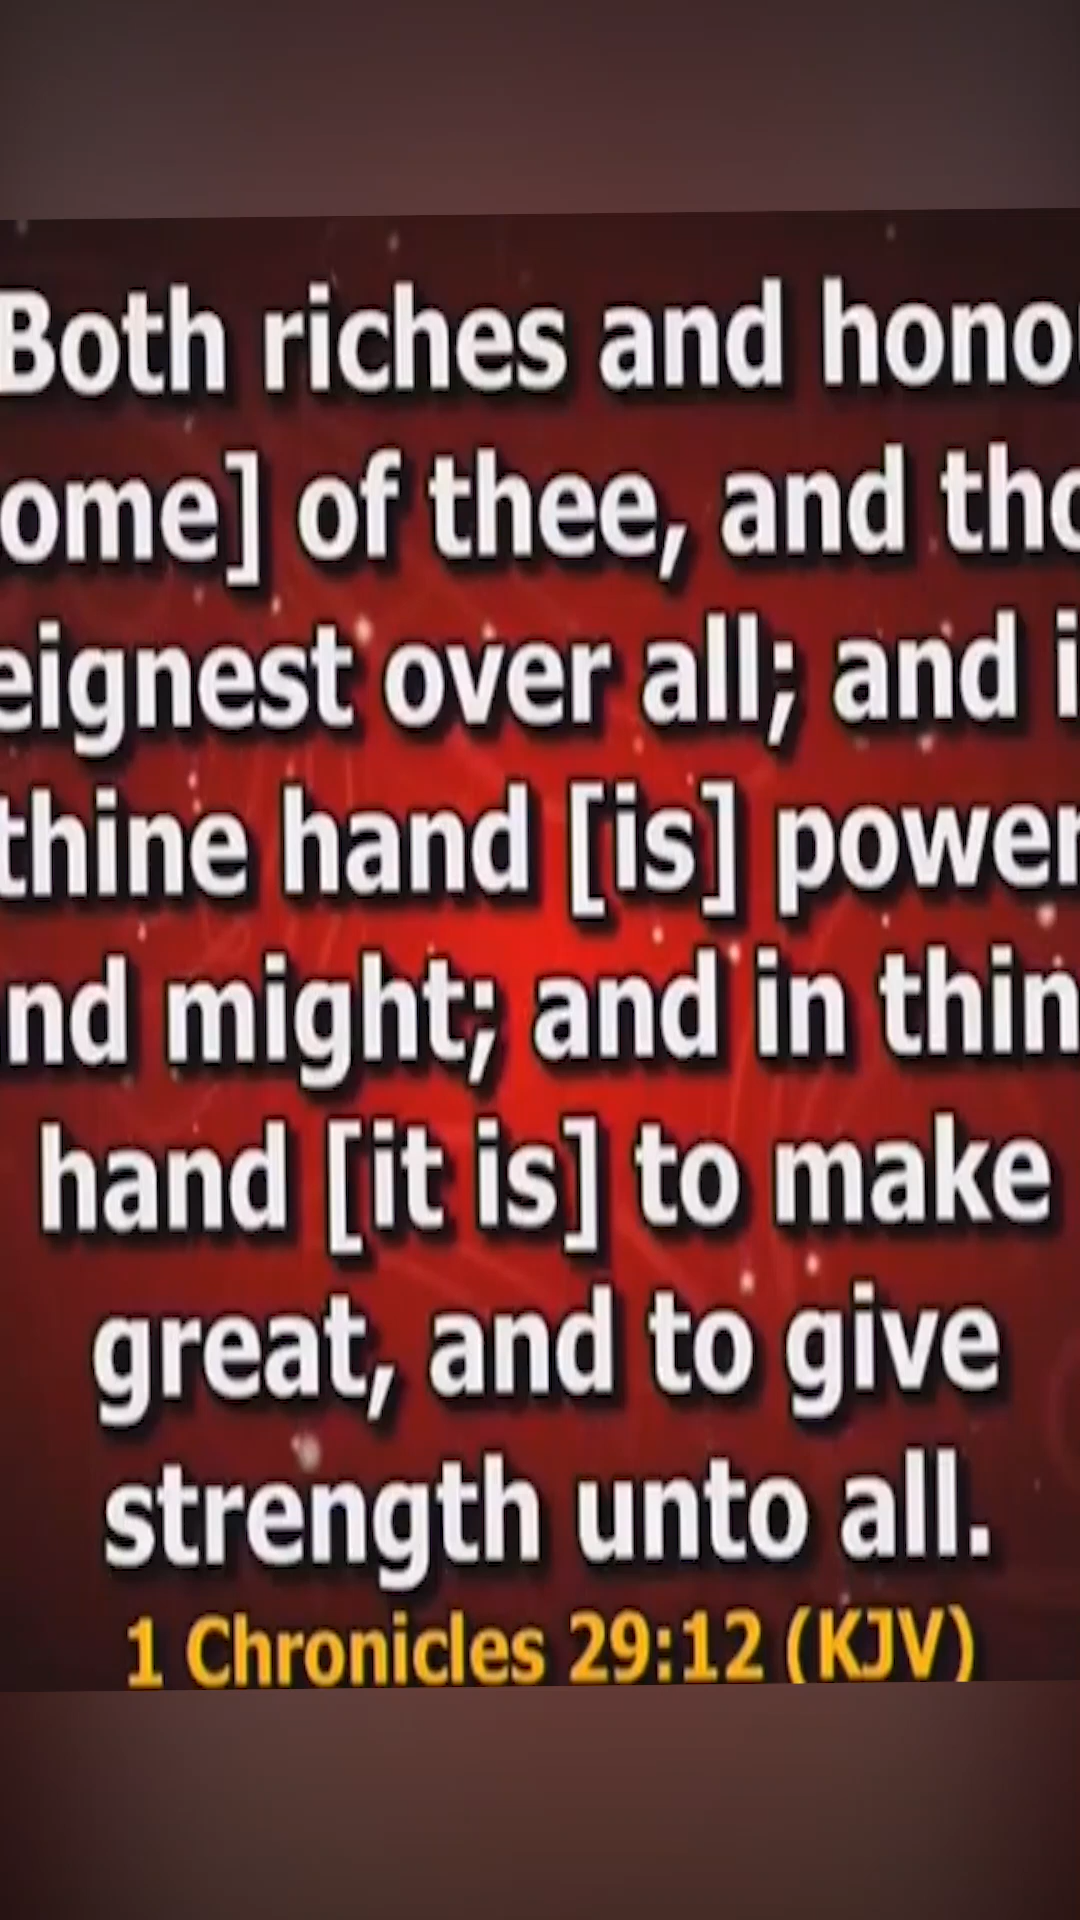 Both riches and hono
ome] of thee, and tho
eignest over all; and i
thine hand [is] power
nd might; and in thin
hand [it is] to make
great, and to give
strength unto all.
1 Chronicles 29:12 (KJV)